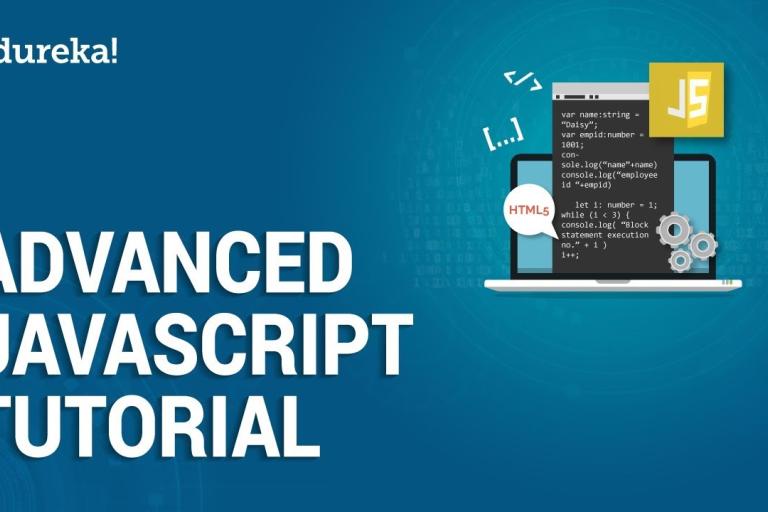 dureka!
ADVANCED
JAVASCRIPT
TUTORIAL
</>
[...]
JS
HTML5
var name:string =
“Daisy”;
var empid:number =
1001;
con-
sole.log(“name”+name)
console.log(“employee
id “+empid)
let i: number = 1;
while (i < 3) {
console.log( “Block
statement execution
no.” + i )
i++;